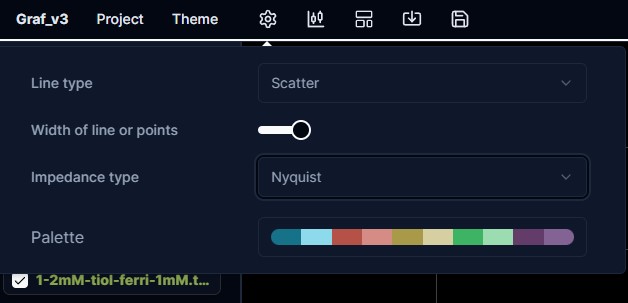 Graf_v3 Project Theme
Line type Scatter
Width of line or points
Impedance type Nyquist
Palette
1-2mM-tiol-ferri-1mM.t...